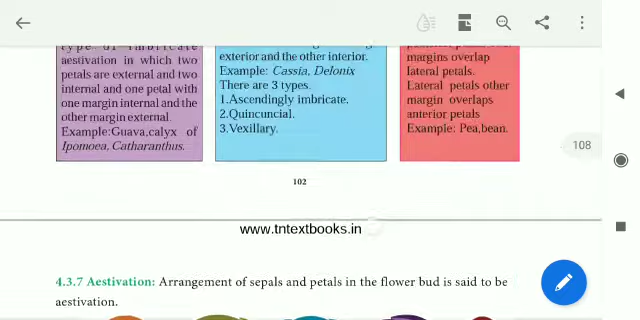 type of imbricate
aestivation in which two
petals are external and two
internal and one petal with
one margin internal and the
other margin external.
Example:Guava,calyx of
Ipomoea, Catharanthus.
exterior and the other interior.
Example: Cassia, Delonix
There are 3 types.
1.Ascendingly imbricate.
2.Quincuncial.
3.Vexillary.
margins overlap
lateral petals.
Lateral petals other
margin overlaps
anterior petals
Example: Pea,bean.
108
102
www.tntextbooks.in
4.3.7 Aestivation: Arrangement of sepals and petals in the flower bud is said to be
aestivation.